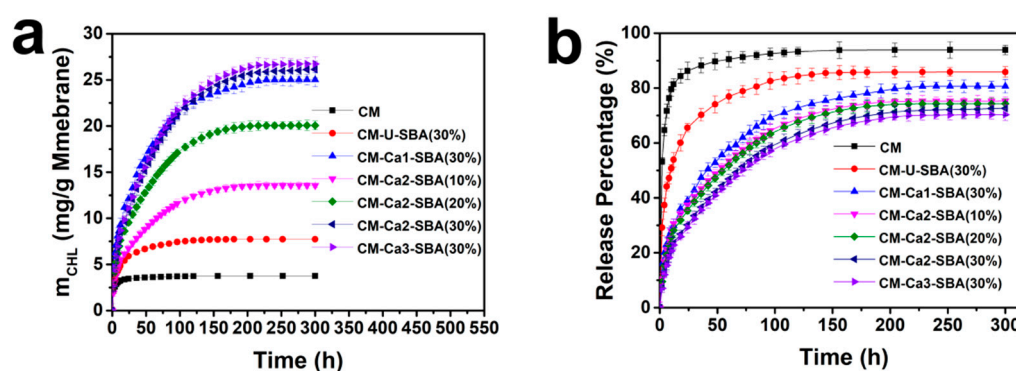 a
30
25
20
15
10
5
0
m_CHL (mg/g Mmebrane)
0 50 100 150 200 250 300 350 400 450 500 550
Time (h)
CM
CM-U-SBA(30%)
CM-Ca1-SBA(30%)
CM-Ca2-SBA(10%)
CM-Ca2-SBA(20%)
CM-Ca2-SBA(30%)
CM-Ca3-SBA(30%)
b
100
80
60
40
20
0
Release Percentage (%)
0 50 100 150 200 250 300
Time (h)
CM
CM-U-SBA(30%)
CM-Ca1-SBA(30%)
CM-Ca2-SBA(10%)
CM-Ca2-SBA(20%)
CM-Ca2-SBA(30%)
CM-Ca3-SBA(30%)